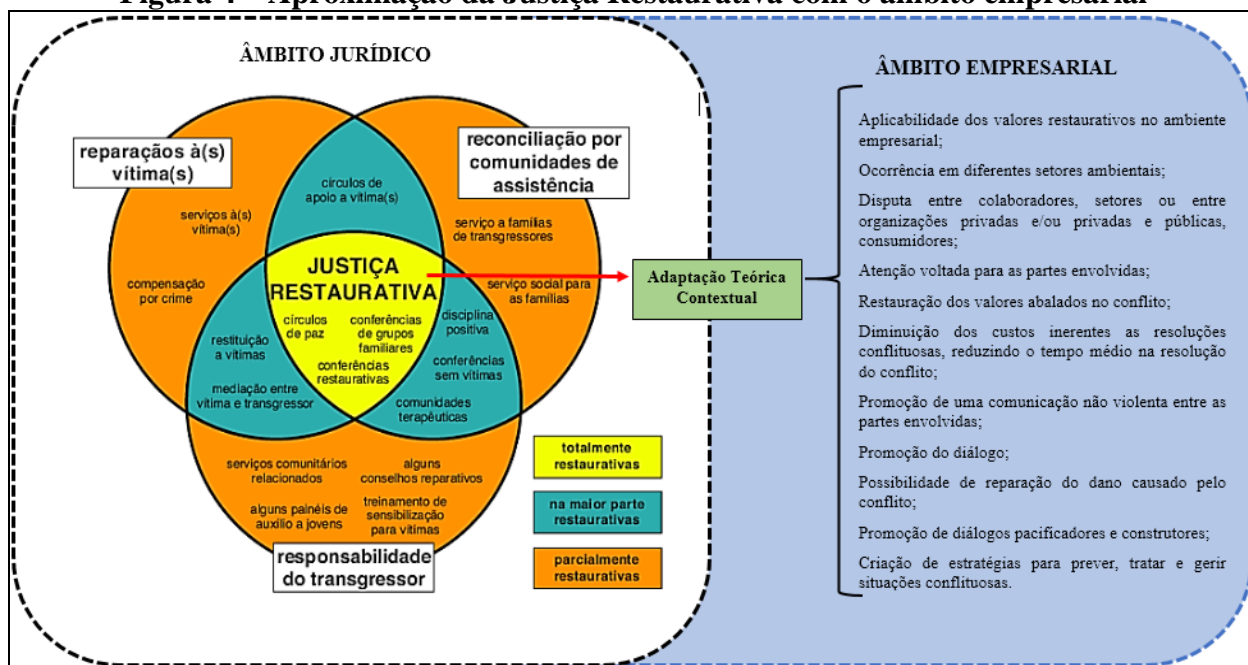 Figura 4 – Aproximação da Justiça Restaurativa com o âmbito empresarial
ÂMBITO JURÍDICO
reparaçãos à(s)
vítima(s)
reconciliação por
comunidades de
assistência
círculos de
apoio a vítima(s)
serviços à(s)
vítima(s)
serviço a famílias
de transgressores
compensação
por crime
JUSTIÇA
RESTAURATIVA
serviço social para
as famílias
círculos
de paz
conferências
de grupos
familiares
conferências
restaurativas
disciplina
positiva
restituição
a vítimas
conferências
sem vítimas
mediação entre
vítima e transgressor
comunidades
terapêuticas
serviços comunitários
relacionados
alguns
conselhos reparativos
alguns painéis de
auxílio a jovens
treinamento de
sensibilização
para vítimas
responsabilidade
do transgressor
totalmente
restaurativas
na maior parte
restaurativas
parcialmente
restaurativas
Adaptação Teórica
Contextual
ÂMBITO EMPRESARIAL
Aplicabilidade dos valores restaurativos no ambiente
empresarial;
Ocorrência em diferentes setores ambientais;
Disputa entre colaboradores, setores ou entre
organizações privadas e/ou privadas e públicas,
consumidores;
Atenção voltada para as partes envolvidas;
Restauração dos valores abalados no conflito;
Diminuição dos custos inerentes as resoluções
conflituosas, reduzindo o tempo médio na resolução
do conflito;
Promoção de uma comunicação não violenta entre as
partes envolvidas;
Promoção do diálogo;
Possibilidade de reparação do dano causado pelo
conflito;
Promoção de diálogos pacificadores e construtores;
Criação de estratégias para prever, tratar e gerir
situações conflituosas.